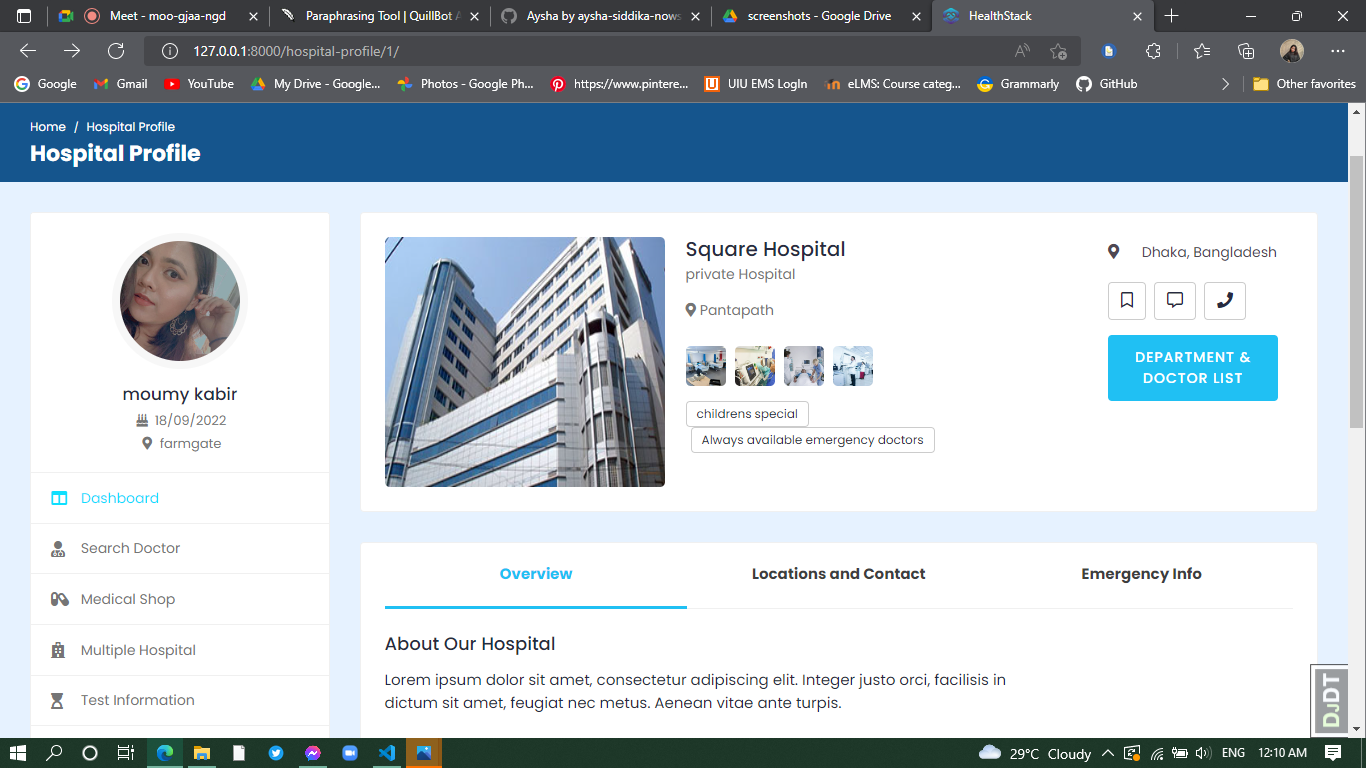 Meet - moo-gjaa-ngd
Paraphrasing Tool | QuillBot A
Aysha by aysha-siddika-nows
screenshots - Google Drive
HealthStack
127.0.0.1:8000/hospital-profile/1/
Google
Gmail
YouTube
My Drive - Google...
Photos - Google Ph...
https://www.pintere...
UIU EMS LogIn
eLMS: Course categ...
Grammarly
GitHub
Other favorites
Home / Hospital Profile
Hospital Profile
moumy kabir
18/09/2022
farmgate
Dashboard
Search Doctor
Medical Shop
Multiple Hospital
Test Information
Square Hospital
private Hospital
Pantapath
childrens special
Always available emergency doctors
Dhaka, Bangladesh
DEPARTMENT &
DOCTOR LIST
Overview
Locations and Contact
Emergency Info
About Our Hospital
Lorem ipsum dolor sit amet, consectetur adipiscing elit. Integer justo orci, facilisis in
dictum sit amet, feugiat nec metus. Aenean vitae ante turpis.
DJDT
29°C Cloudy
ENG
12:10 AM